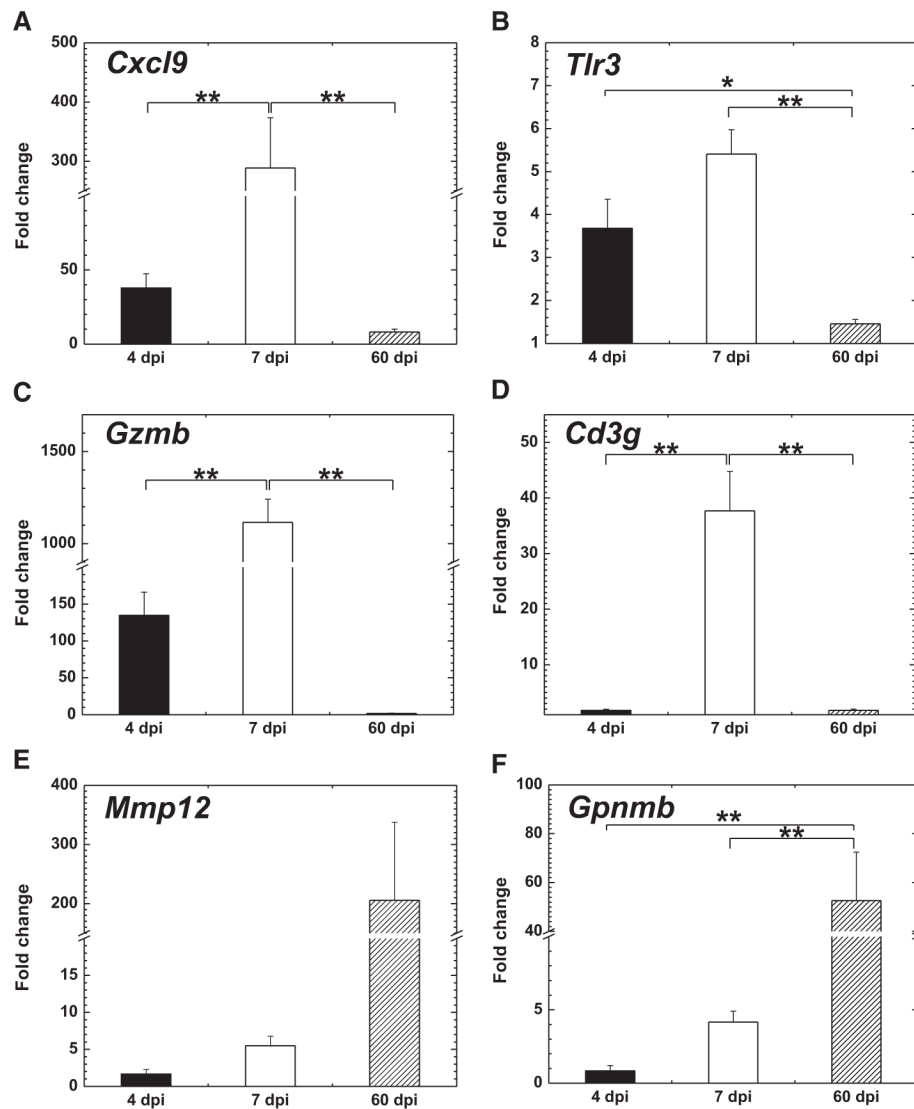 A
Cxcl9
Fold change
500
400
300
50
0
**
**
4 dpi
7 dpi
60 dpi
B
Tlr3
Fold change
8
7
6
5
4
3
2
1
*
**
4 dpi
7 dpi
60 dpi
C
Gzmb
Fold change
1500
1000
150
100
50
0
**
**
4 dpi
7 dpi
60 dpi
D
Cd3g
Fold change
50
40
30
20
10
**
**
4 dpi
7 dpi
60 dpi
E
Mmp12
Fold change
400
300
200
15
10
5
0
4 dpi
7 dpi
60 dpi
F
Gpnmb
Fold change
100
80
60
40
5
0
**
**
4 dpi
7 dpi
60 dpi